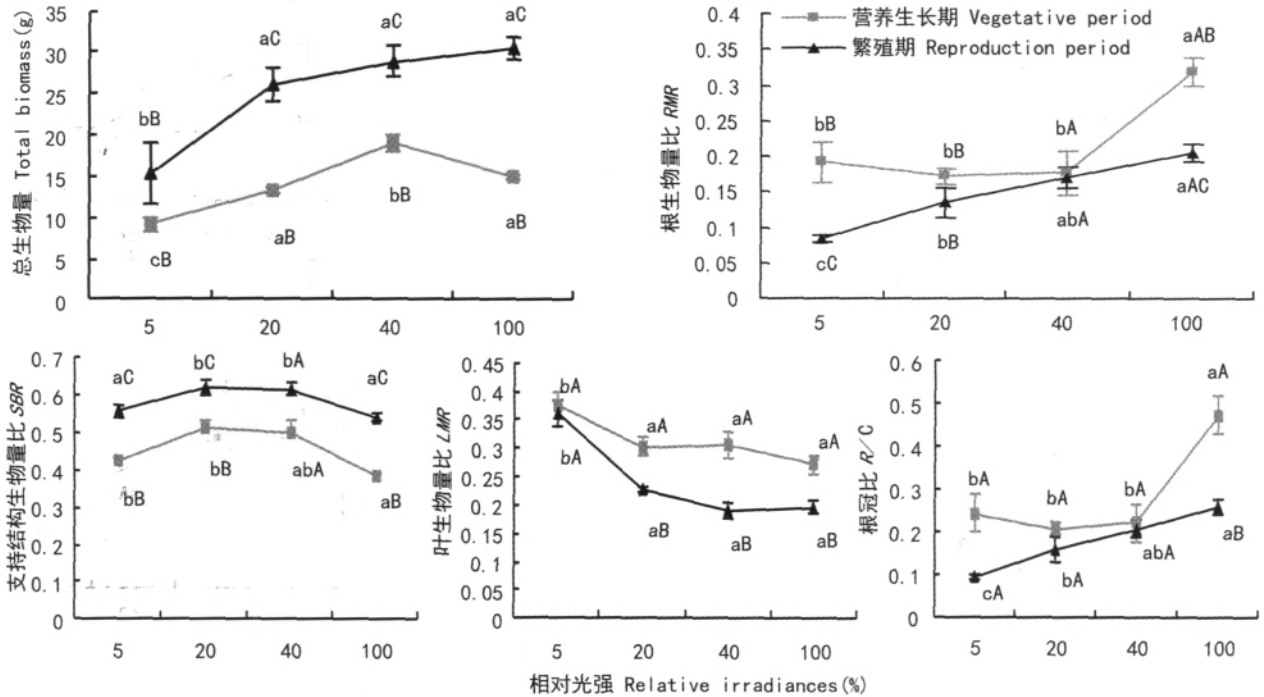 总生物量 Total biomass(g)
40
35
30
25
20
15
10
5
0
bB
aC
aC
aC
cB
aB
bB
aB
5
20
40
100
营养生长期 Vegetative period
繁殖期 Reproduction period
根生物量比 RMR
0.4
0.35
0.3
0.25
0.2
0.15
0.1
0.05
0
bB
bB
bA
aAB
cC
bB
abA
aAC
5
20
40
100
支持结构生物量比 SBR
0.7
0.6
0.5
0.4
0.3
0.2
0.1
0
aC
bC
bA
aC
bB
bB
abA
aB
5
20
40
100
叶生物量比 LMR
0.45
0.4
0.35
0.3
0.25
0.2
0.15
0.1
0.05
0
bA
aA
aA
aA
bA
aB
aB
aB
5
20
40
100
根冠比 R/C
0.6
0.5
0.4
0.3
0.2
0.1
0
bA
bA
bA
aA
cA
bA
abA
aB
5
20
40
100
相对光强 Relative irradiances(%)